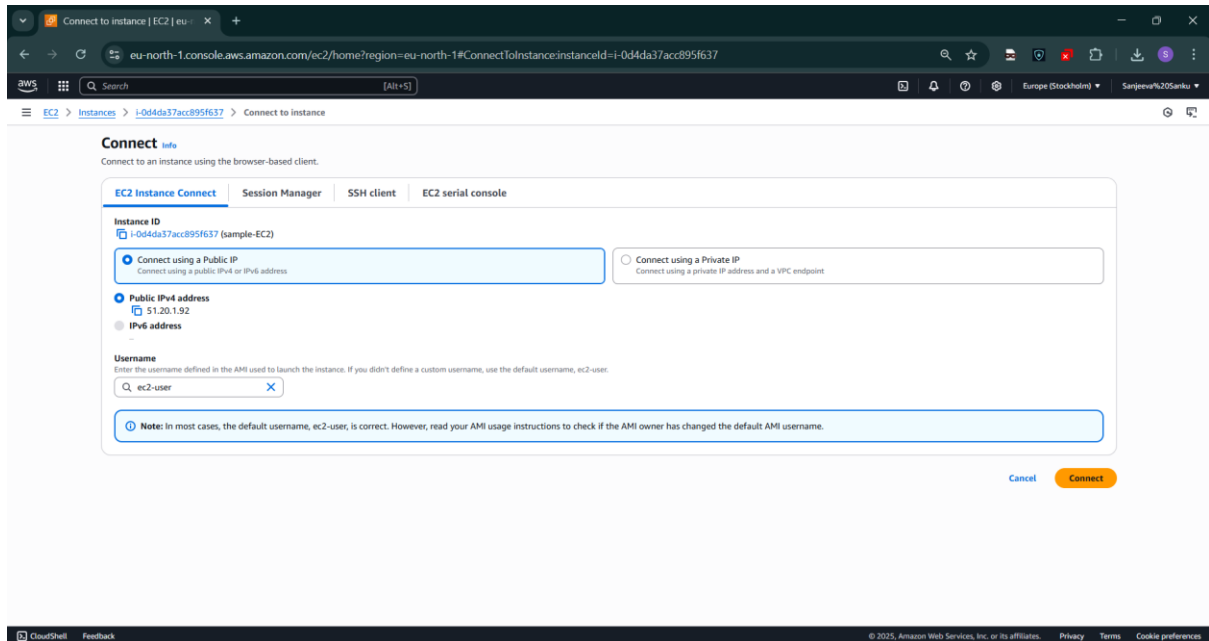 Connect to instance | EC2 | eu-n
eu-north-1.console.aws.amazon.com/ec2/home?region=eu-north-1#ConnectToInstance:instanceId=i-0d4da37acc895f637
S
aws
Search
[Alt+S]
Europe (Stockholm)
Sanjeeva%20Sanku
EC2 > Instances > i-0d4da37acc895f637 > Connect to instance
Connect Info
Connect to an instance using the browser-based client.
EC2 Instance Connect
Session Manager
SSH client
EC2 serial console
Instance ID
i-0d4da37acc895f637 (sample-EC2)
Connect using a Public IP
Connect using a public IPv4 or IPv6 address
Connect using a Private IP
Connect using a private IP address and a VPC endpoint
Public IPv4 address
51.20.1.92
IPv6 address
–
Username
Enter the username defined in the AMI used to launch the instance. If you didn't define a custom username, use the default username, ec2-user.
ec2-user
Note: In most cases, the default username, ec2-user, is correct. However, read your AMI usage instructions to check if the AMI owner has changed the default AMI username.
Cancel
Connect
CloudShell
Feedback
© 2025, Amazon Web Services, Inc. or its affiliates.
Privacy
Terms
Cookie preferences